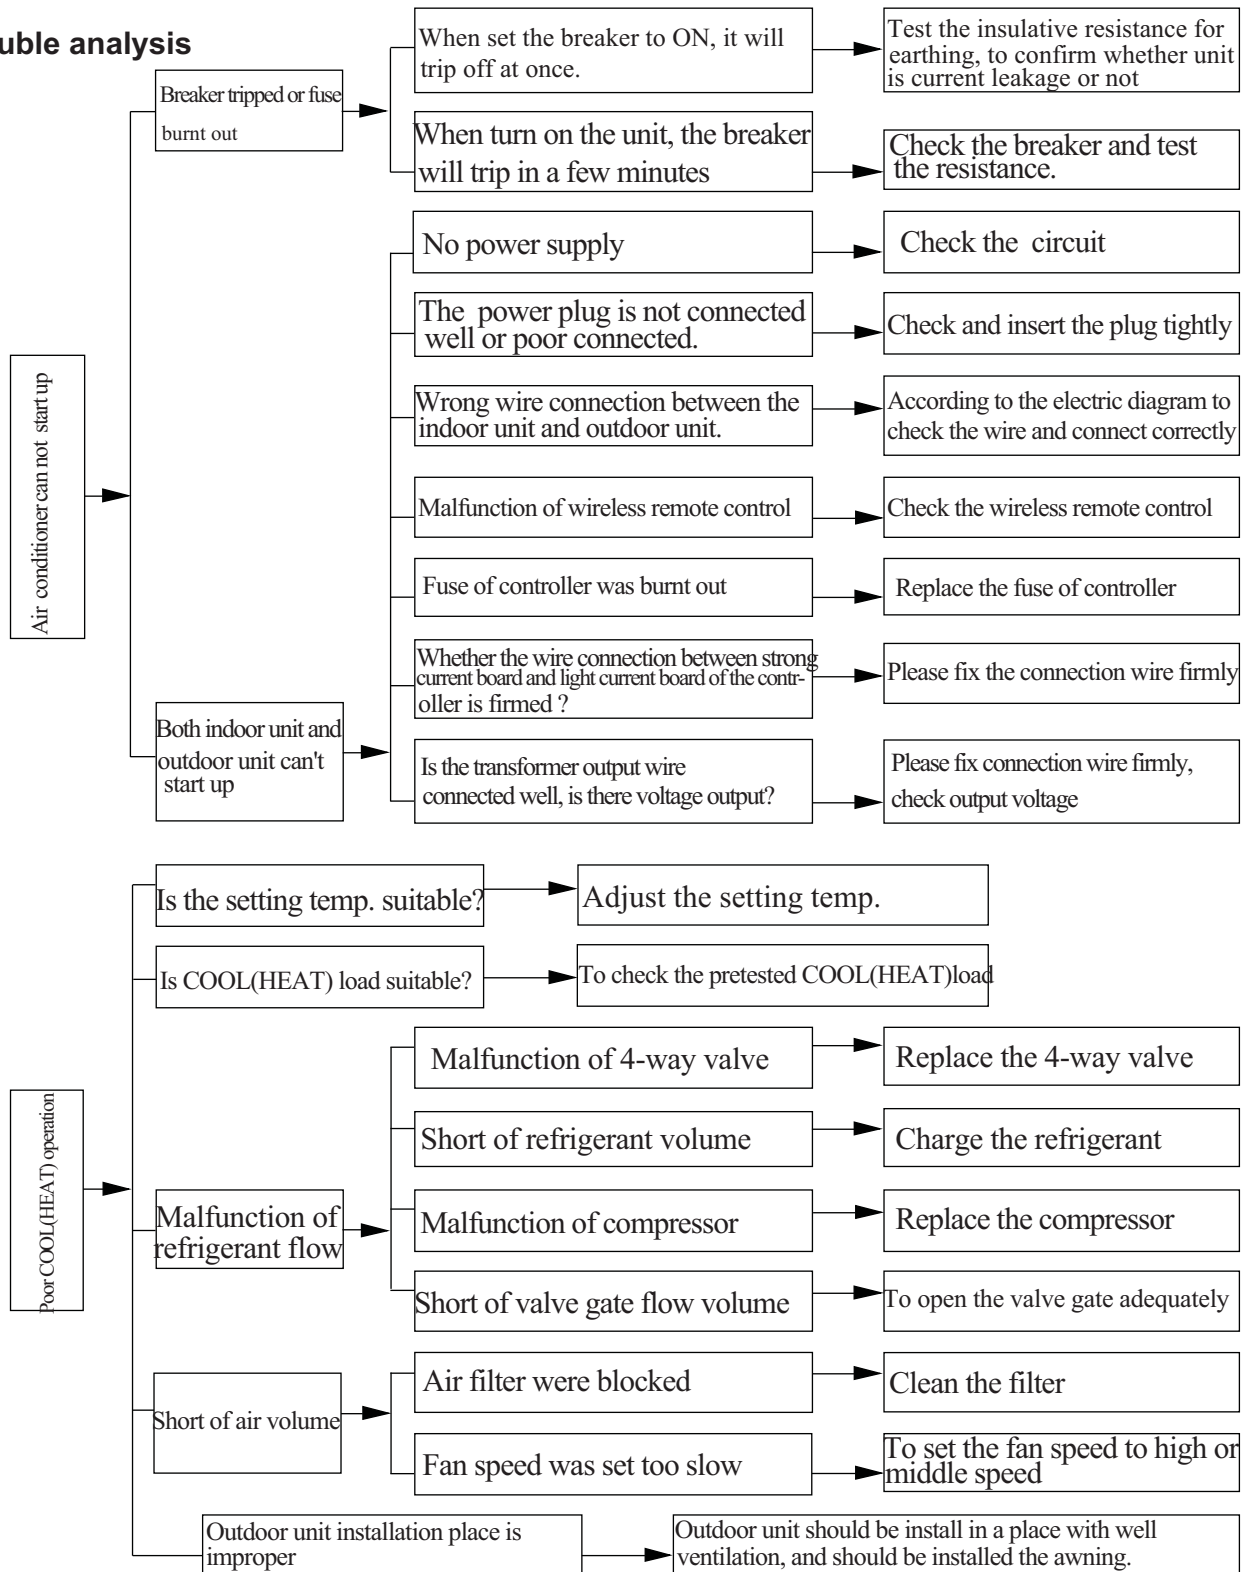 uble analysis
When set the breaker to ON, it will
trip off at once.
Test the insulative resistance for
earthing, to confirm whether unit
is current leakage or not
Breaker tripped or fuse
burnt out
When turn on the unit, the breaker
will trip in a few minutes
Check the breaker and test
the resistance.
Air conditioner can not start up
No power supply
Check the circuit
The power plug is not connected
well or poor connected.
Check and insert the plug tightly
Wrong wire connection between the
indoor unit and outdoor unit.
According to the electric diagram to
check the wire and connect correctly
Malfunction of wireless remote control
Check the wireless remote control
Fuse of controller was burnt out
Replace the fuse of controller
Whether the wire connection between strong
current board and light current board of the contr-
oller is firmed ?
Please fix the connection wire firmly
Both indoor unit and
outdoor unit can't
start up
Is the transformer output wire
connected well, is there voltage output?
Please fix connection wire firmly,
check output voltage
Poor COOL(HEAT) operation
Is the setting temp. suitable?
Adjust the setting temp.
Is COOL(HEAT) load suitable?
To check the pretested COOL(HEAT)load
Malfunction of
refrigerant flow
Malfunction of 4-way valve
Replace the 4-way valve
Short of refrigerant volume
Charge the refrigerant
Malfunction of compressor
Replace the compressor
Short of valve gate flow volume
To open the valve gate adequately
Short of air volume
Air filter were blocked
Clean the filter
Fan speed was set too slow
To set the fan speed to high or
middle speed
Outdoor unit installation place is
improper
Outdoor unit should be install in a place with well
ventilation, and should be installed the awning.